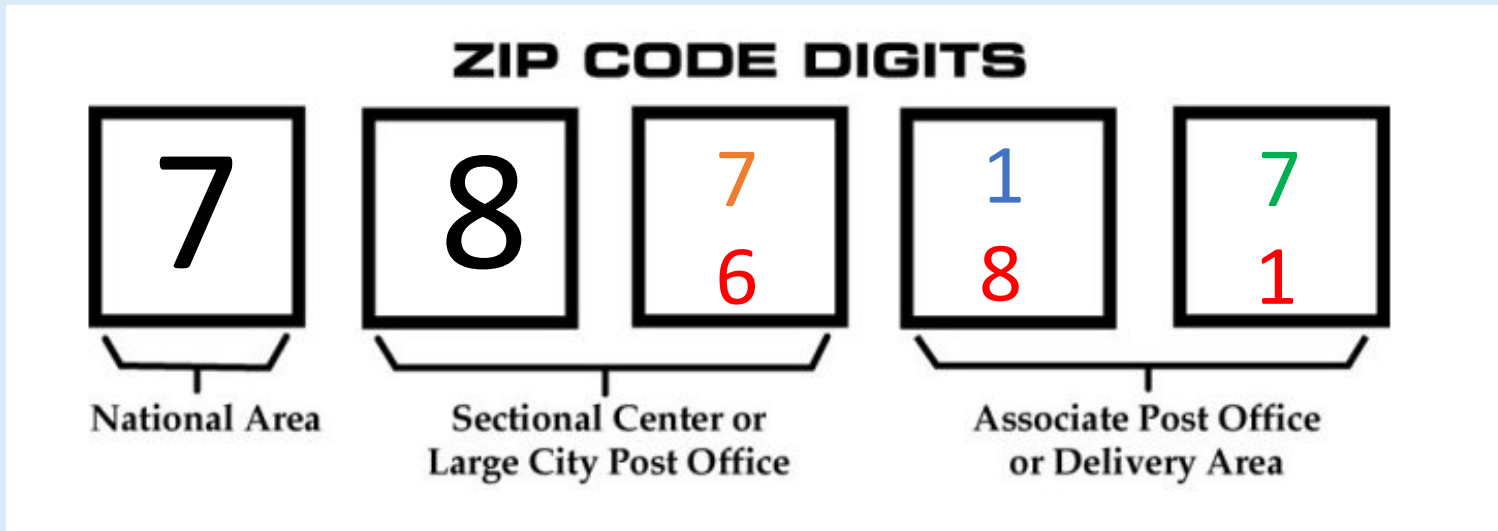 ZIP CODE DIGITS
7 8 7 1 7
6 8 1
National Area
Sectional Center or
Large City Post Office
Associate Post Office
or Delivery Area